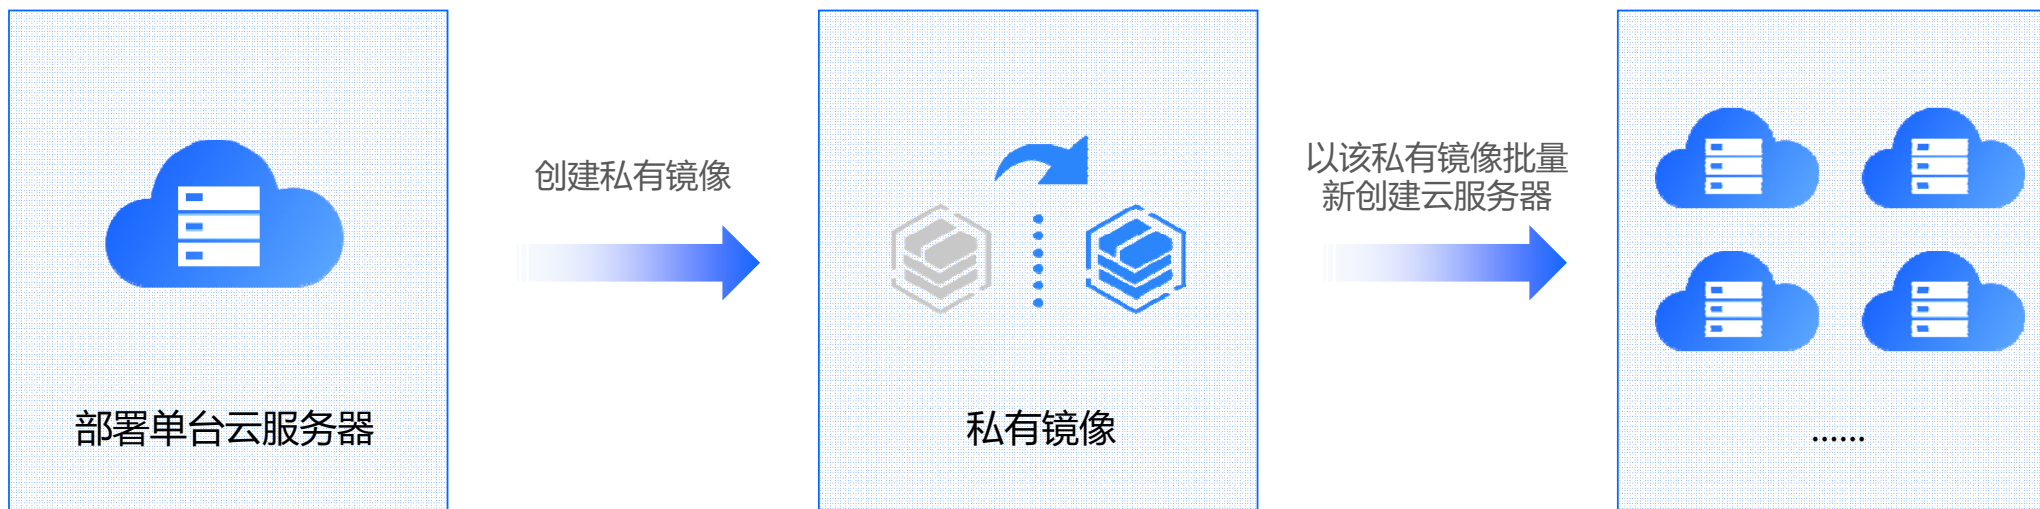 创建私有镜像
以该私有镜像批量
新创建云服务器
部署单台云服务器
私有镜像
......